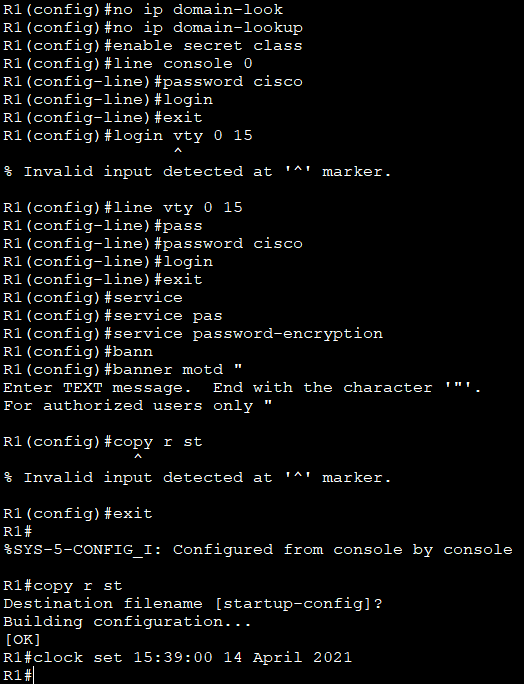 R1(config)#no ip domain-look
R1(config)#no ip domain-lookup
R1(config)#enable secret class
R1(config)#line console 0
R1(config-line)#password cisco
R1(config-line)#login
R1(config-line)#exit
R1(config)#login vty 0 15
^
% Invalid input detected at '^' marker.
R1(config)#line vty 0 15
R1(config-line)#pass
R1(config-line)#password cisco
R1(config-line)#login
R1(config-line)#exit
R1(config)#service
R1(config)#service pas
R1(config)#service password-encryption
R1(config)#bann
R1(config)#banner motd "
Enter TEXT message.  End with the character '"'.
For authorized users only "
R1(config)#copy r st
^
% Invalid input detected at '^' marker.
R1(config)#exit
R1#
%SYS-5-CONFIG_I: Configured from console by console
R1#copy r st
Destination filename [startup-config]?
Building configuration...
[OK]
R1#clock set 15:39:00 14 April 2021
R1#